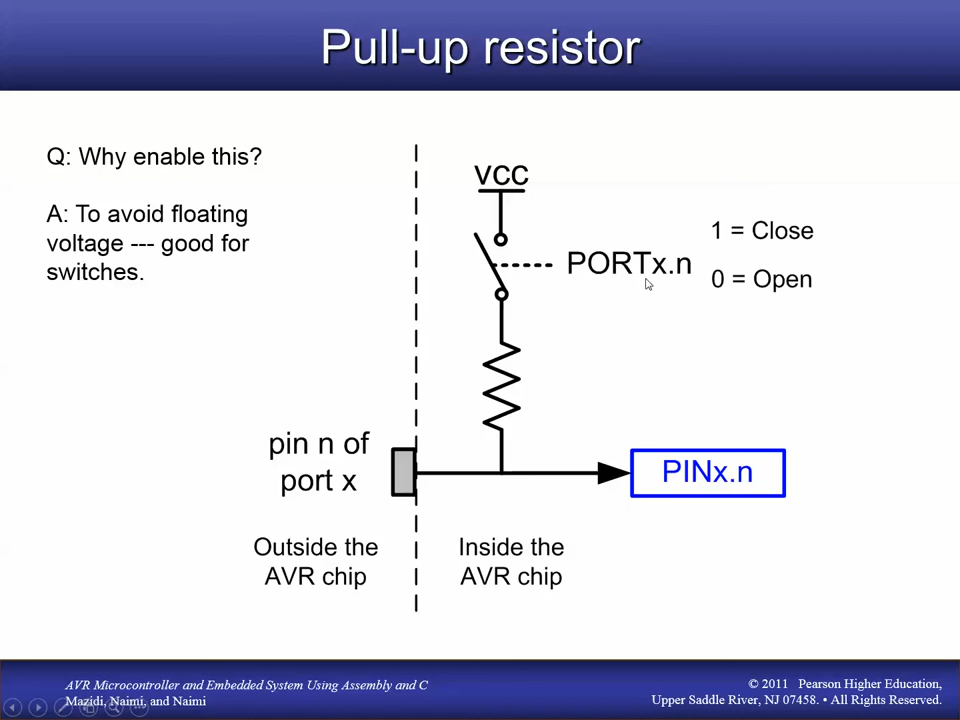 Pull-up resistor
Q: Why enable this?
A: To avoid floating
voltage --- good for
switches.
vcc
PORTx.n
1 = Close
0 = Open
pin n of
port x
PINx.n
Outside the
AVR chip
Inside the
AVR chip
AVR Microcontroller and Embedded System Using Assembly and C
Mazidi, Naimi, and Naimi
© 2011 Pearson Higher Education,
Upper Saddle River, NJ 07458. • All Rights Reserved.